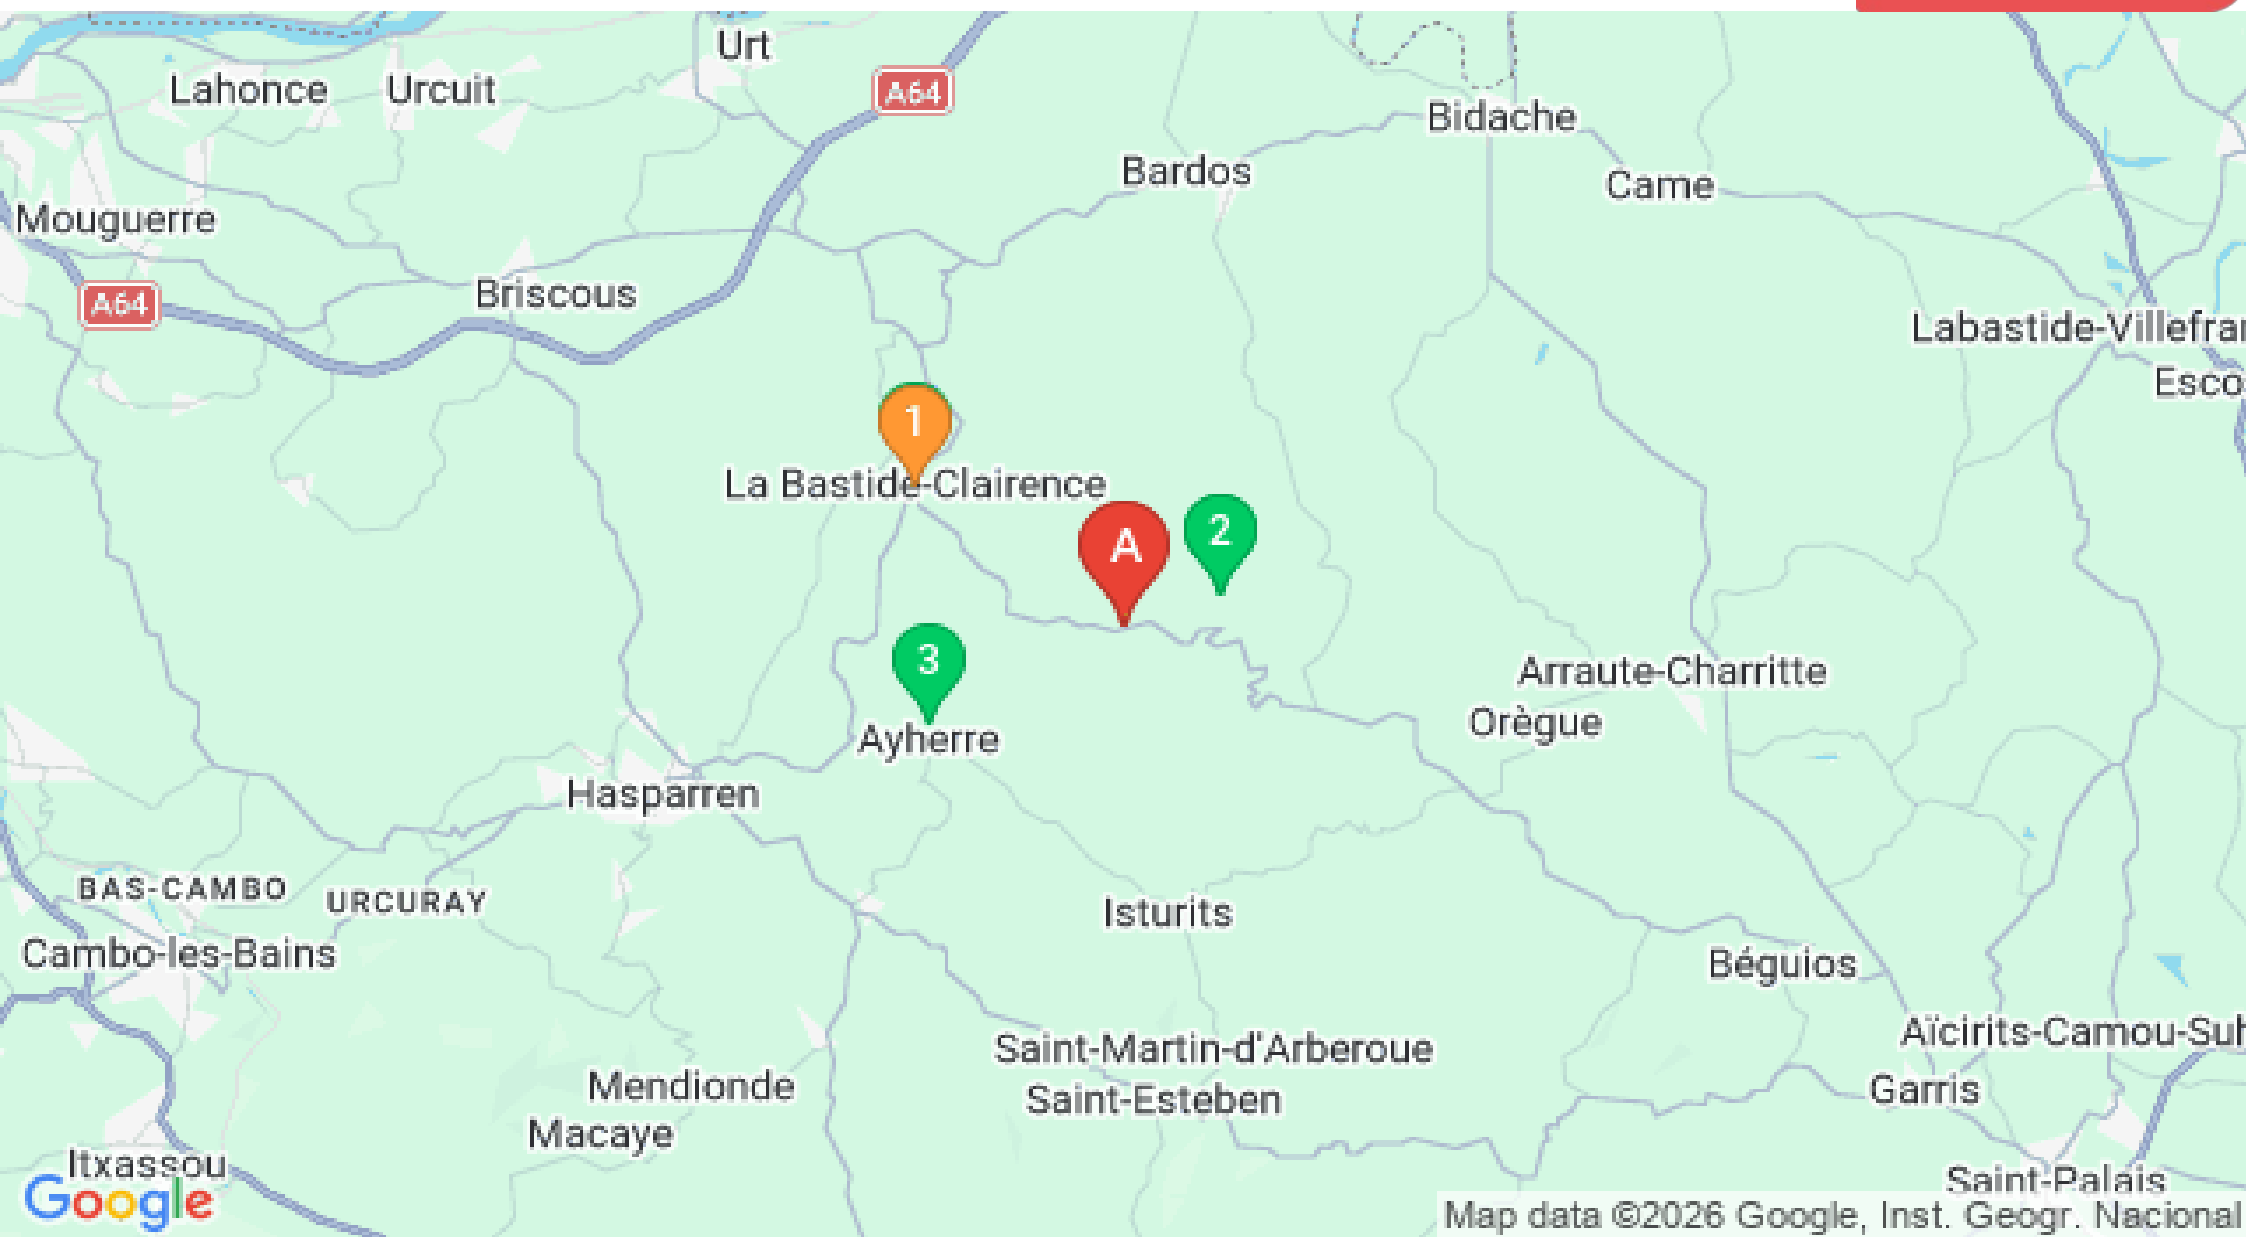 Urt
Lahonce
Urcuit
A64
Bidache
Bardos
Came
Mouguerre
Briscous
A64
Labastide-Villefrar
Esco
1
La Bastide-Clairence
2
A
3
Arraute-Charritte
Orègue
Ayherre
Hasparren
BAS-CAMBO
URCURAY
Isturits
Cambo-les-Bains
Béguios
Aïcirits-Camou-Suh
Saint-Martin-d'Arberoue
Mendionde
Saint-Esteben
Garris
Macaye
Itxassou
Saint-Palais
Google
Map data ©2026 Google, Inst. Geogr. Nacional